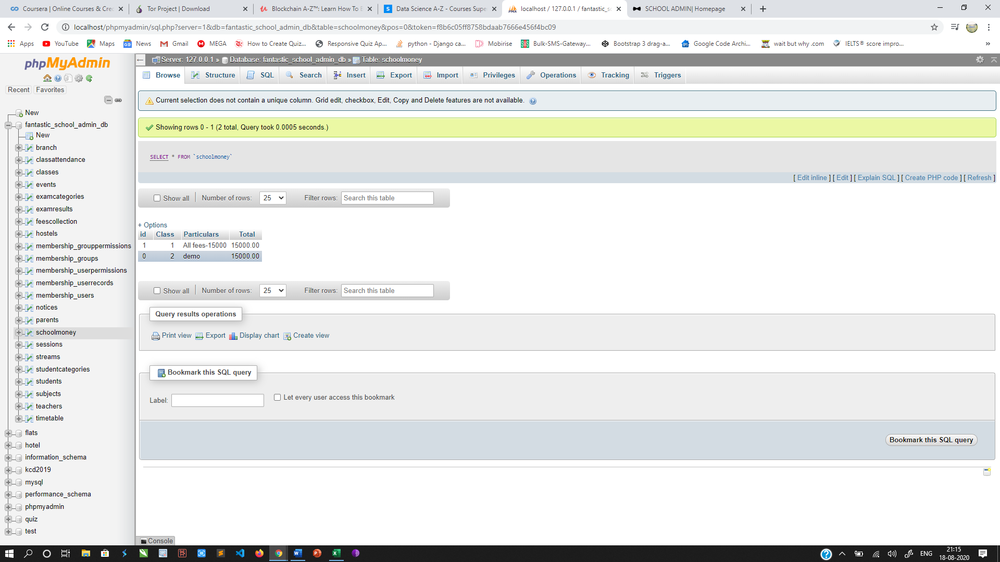 Coursera | Online Courses & Cre
Tor Project | Download
Blockchain A-Z™: Learn How To B
Data Science A-Z - Courses Supe
localhost / 127.0.0.1 / fantastic_sc
SCHOOL ADMIN| Homepage
localhost/phpmyadmin/sql.php?server=1&db=fantastic_school_admin_db&table=schoolmoney&pos=0&token=f8b6c05ff8758bdaab7666e456f4bc09
Apps YouTube Maps News Gmail MEGA How to Create Quiz... Responsive Quiz Ap... python - Django ca... Mobirise Bulk-SMS-Gateway... Bootstrap 3 drag-a... Google Code Archi... wait but why .com IELTS® score impro... »
phpMyAdmin
Recent Favorites
New
fantastic_school_admin_db
New
branch
classattendance
classes
events
examcategories
examresults
feescollection
hostels
membership_grouppermissions
membership_groups
membership_userpermissions
membership_userrecords
membership_users
notices
parents
schoolmoney
sessions
streams
studentcategories
students
subjects
teachers
timetable
flats
hotel
information_schema
kcd2019
mysql
performance_schema
phpmyadmin
quiz
test
Server: 127.0.0.1 » Database: fantastic_school_admin_db » Table: schoolmoney
Browse Structure SQL Search Insert Export Import Privileges Operations Tracking Triggers
Current selection does not contain a unique column. Grid edit, checkbox, Edit, Copy and Delete features are not available.
Showing rows 0 - 1 (2 total, Query took 0.0005 seconds.)
SELECT * FROM `schoolmoney`
[ Edit inline ] [ Edit ] [ Explain SQL ] [ Create PHP code ] [ Refresh ]
Show all Number of rows: 25 Filter rows: Search this table
+ Options
id Class Particulars Total
1 1 All fees-15000 15000.00
0 2 demo 15000.00
Show all Number of rows: 25 Filter rows: Search this table
Query results operations
Print view Export Display chart Create view
Bookmark this SQL query
Label: Let every user access this bookmark
Bookmark this SQL query
Console
ENG
21:15
18-08-2020